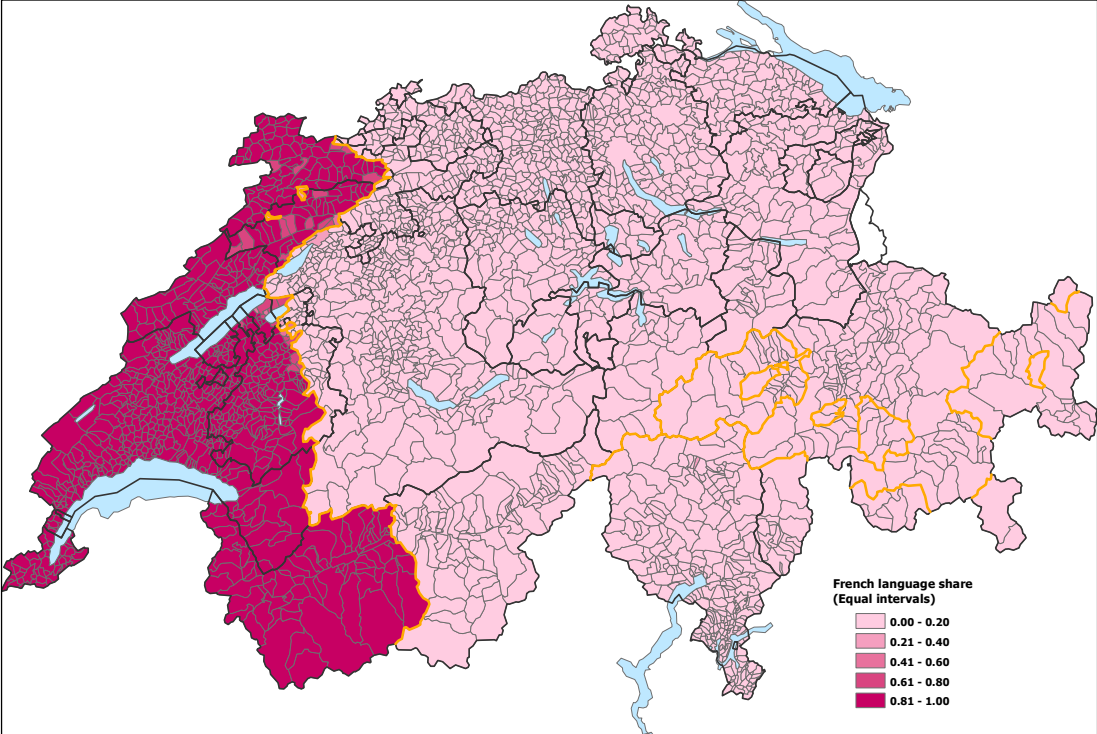 French language share
(Equal intervals)
0.00 - 0.20
0.21 - 0.40
0.41 - 0.60
0.61 - 0.80
0.81 - 1.00